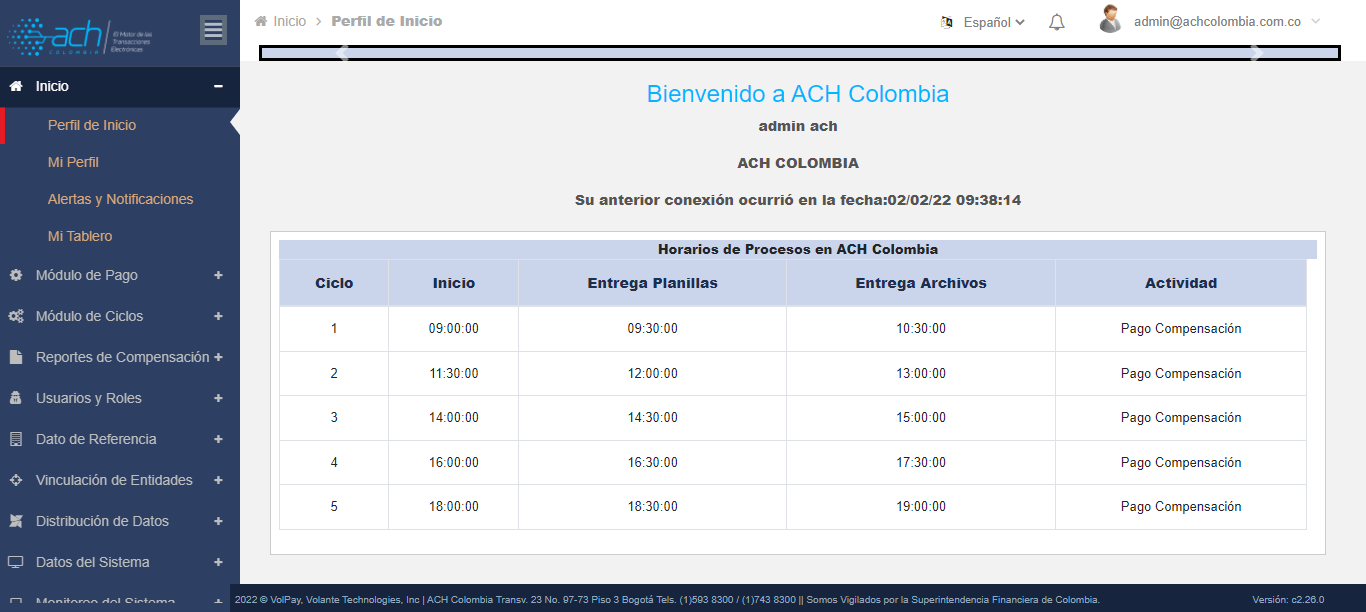 ach
COLOMBIA
El Motor de las
Transacciones
Electrónicas
Inicio > Perfil de Inicio
Español
admin@achcolombia.com.co
Inicio
Perfil de Inicio
Mi Perfil
Alertas y Notificaciones
Mi Tablero
Módulo de Pago
Módulo de Ciclos
Reportes de Compensación
Usuarios y Roles
Dato de Referencia
Vinculación de Entidades
Distribución de Datos
Datos del Sistema
Monitoreo del Sistema
Bienvenido a ACH Colombia
admin ach
ACH COLOMBIA
Su anterior conexión ocurrió en la fecha:02/02/22 09:38:14
Horarios de Procesos en ACH Colombia
Ciclo Inicio Entrega Planillas Entrega Archivos Actividad
1 09:00:00 09:30:00 10:30:00 Pago Compensación
2 11:30:00 12:00:00 13:00:00 Pago Compensación
3 14:00:00 14:30:00 15:00:00 Pago Compensación
4 16:00:00 16:30:00 17:30:00 Pago Compensación
5 18:00:00 18:30:00 19:00:00 Pago Compensación
2022 © VolPay, Volante Technologies, Inc | ACH Colombia Transv. 23 No. 97-73 Piso 3 Bogotá Tels. (1)593 8300 / (1)743 8300 || Somos Vigilados por la Superintendencia Financiera de Colombia.
Versión: c2.26.0